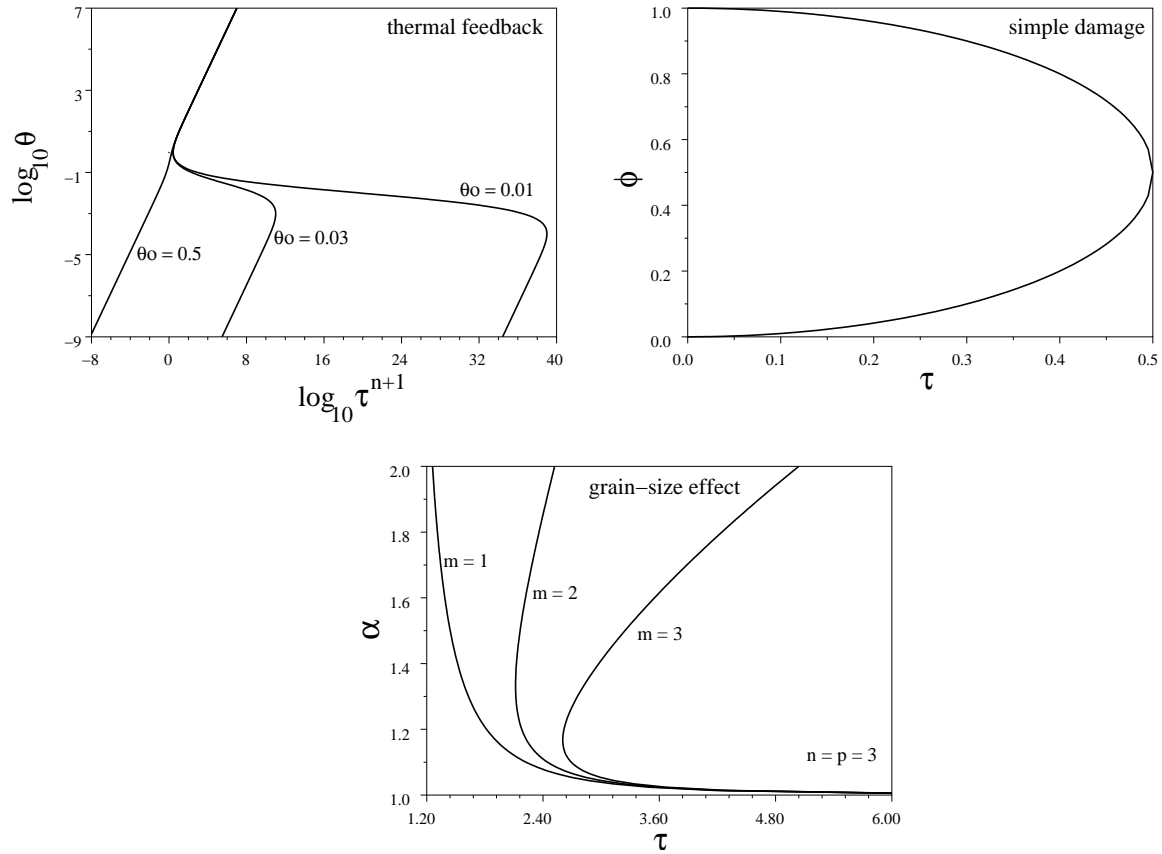 thermal feedback
7
3
−1
−5
−9
log10 θ
θo = 0.01
θo = 0.03
θo = 0.5
−8 0 8 16 24 32 40
log10 τn+1
simple damage
1.0
0.8
0.6
0.4
0.2
0.0
ϕ
0.0 0.1 0.2 0.3 0.4 0.5
τ
grain−size effect
2.0
1.8
1.6
1.4
1.2
1.0
α
m = 1
m = 2
m = 3
n = p = 3
1.20 2.40 3.60 4.80 6.00
τ